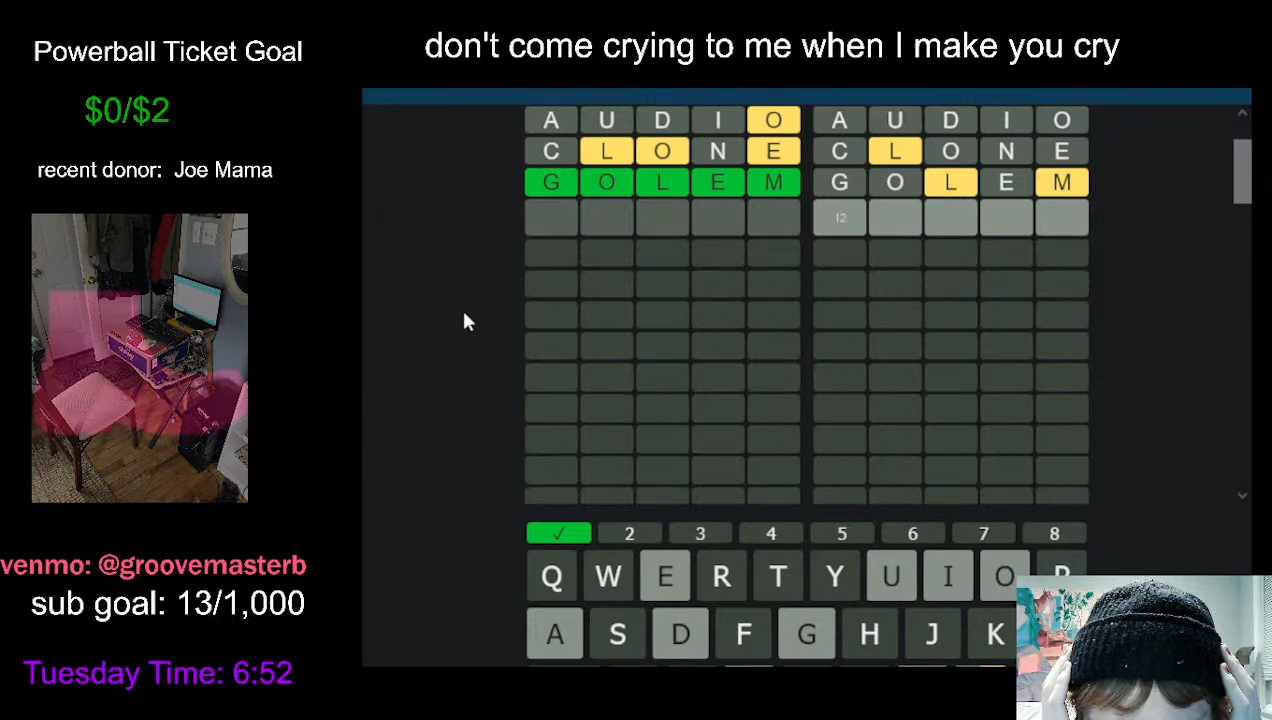 Powerball Ticket Goal
$0/$2
recent donor: Joe Mama
venmo: @groovemasterb
sub goal: 13/1,000
Tuesday Time: 6:52
don't come crying to me when I make you cry
A U D I O A U D I O
C L O N E C L O N E
G O L E M G O L E M
12
✓ 2 3 4 5 6 7 8
Q W E R T Y U I O P
A S D F G H J K